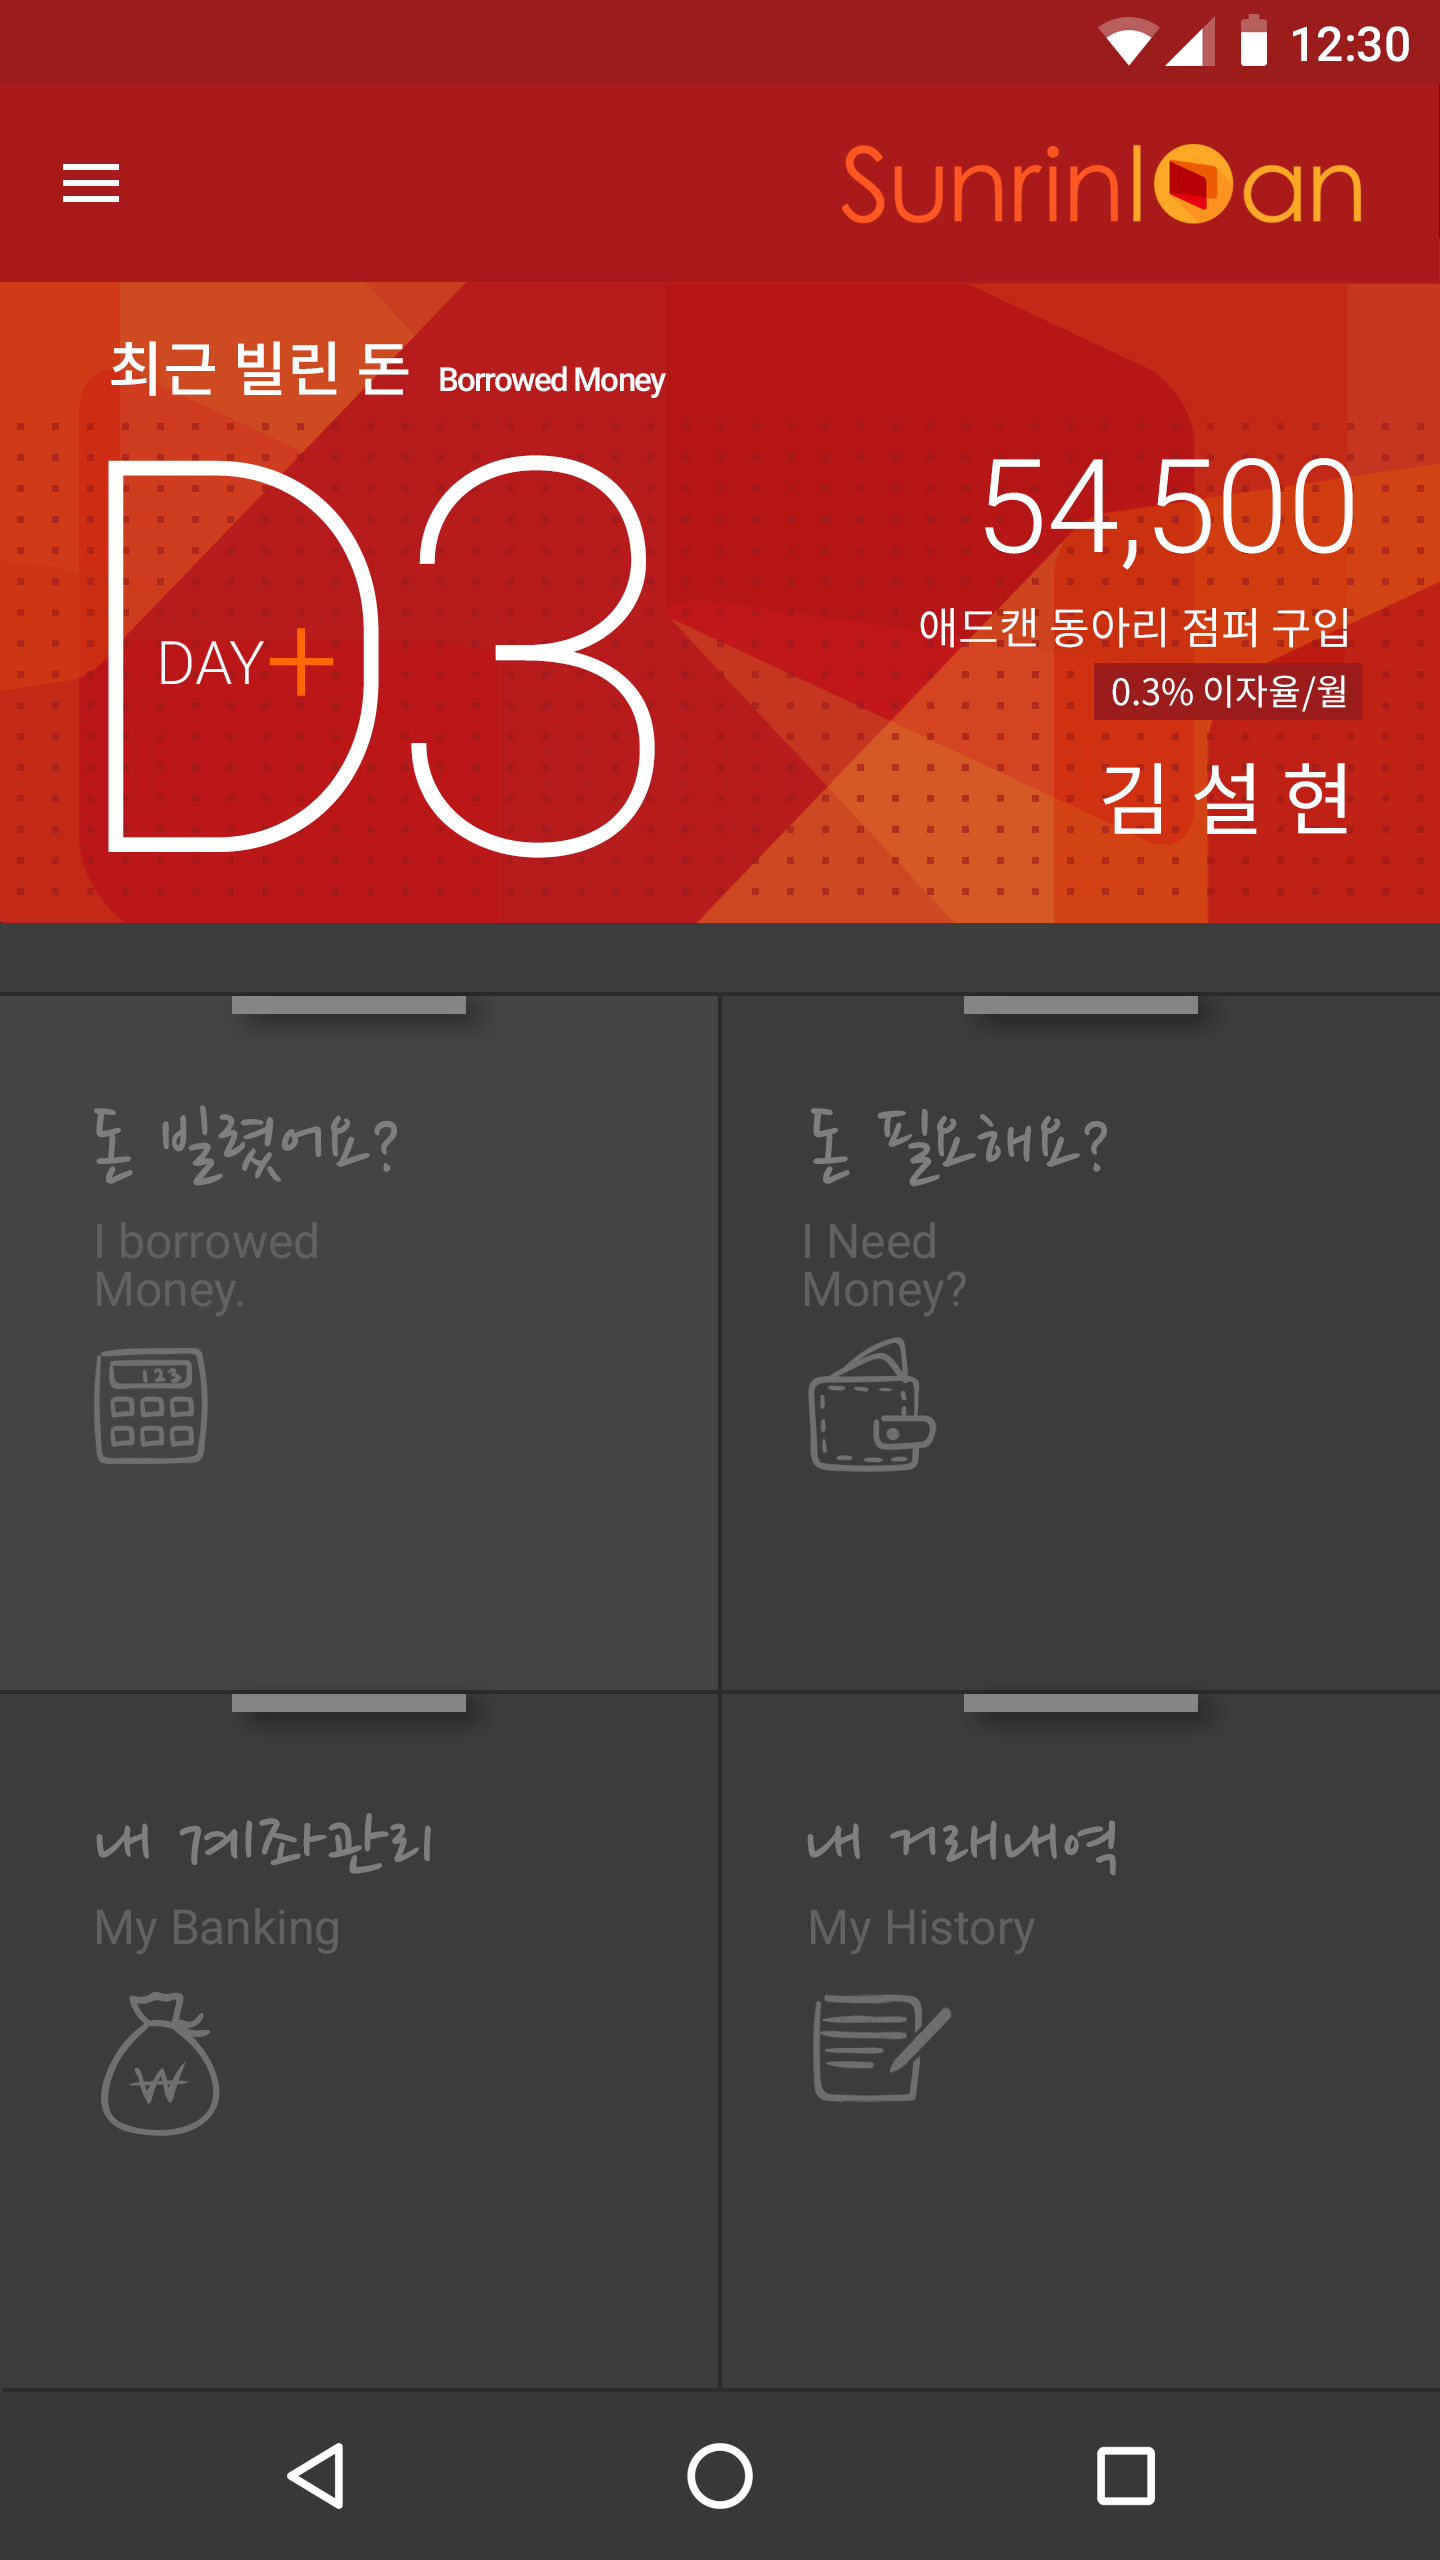 12:30
Sunrinloan
최근 빌린 돈 Borrowed Money
D3
DAY+
54,500
애드캔 동아리 점퍼 구입
0.3% 이자율/월
김설현
돈 빌렸어요?
I borrowed
Money.
123
돈 필요해요?
I Need
Money?
내 계좌관리
My Banking
₩
내 거래내역
My History